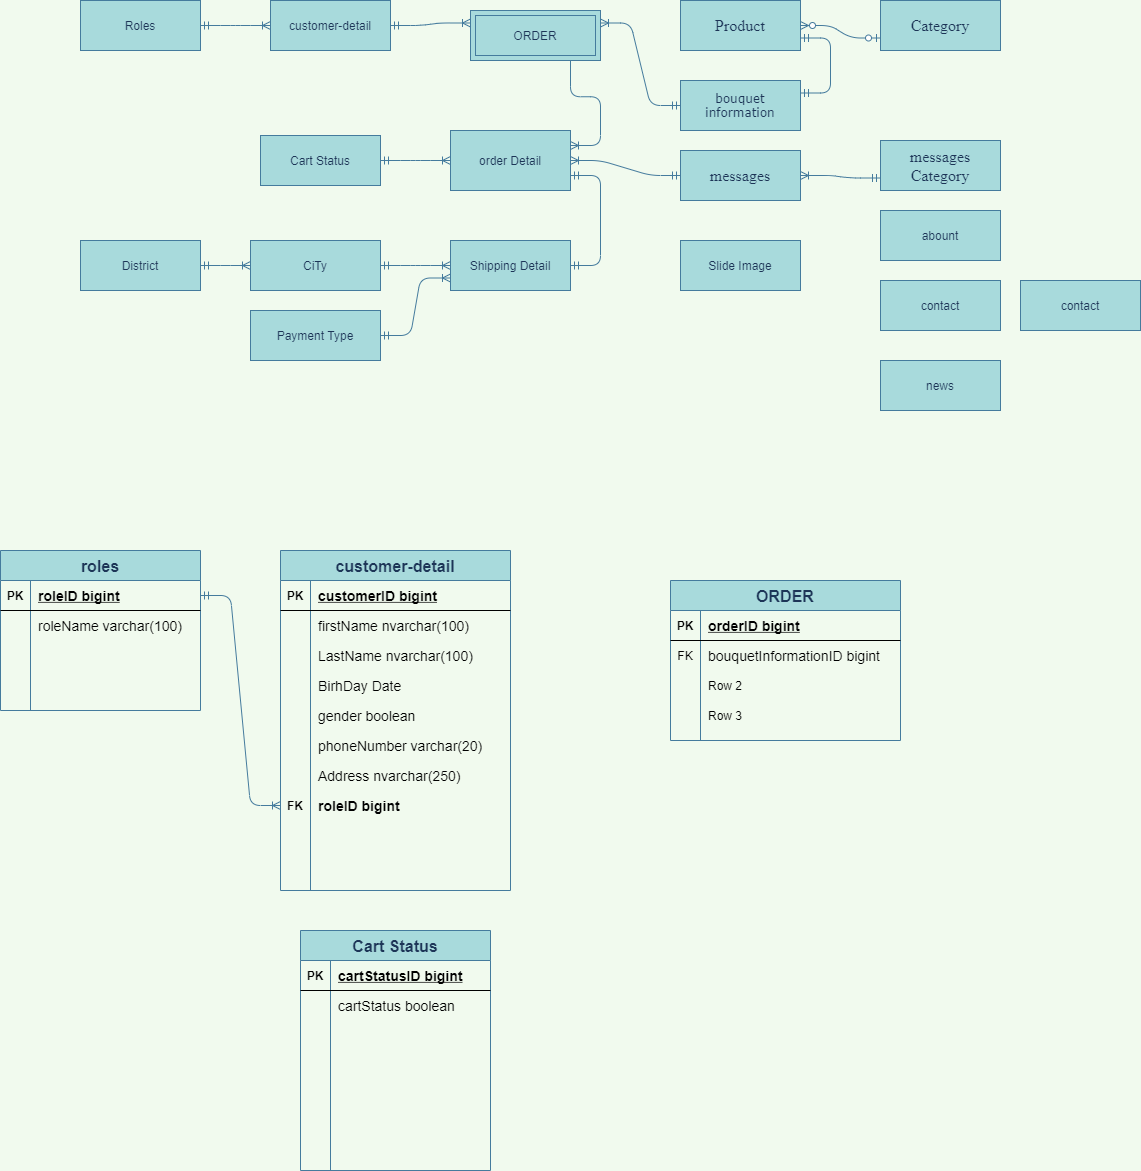 Roles
customer-detail
ORDER
Product
Category
bouquet
information
Cart Status
order Detail
messages
messages
Category
abount
District
CiTy
Shipping Detail
Slide Image
contact
contact
Payment Type
news
roles
PK roleID bigint
roleName varchar(100)
customer-detail
PK customerID bigint
firstName nvarchar(100)
LastName nvarchar(100)
BirhDay Date
gender boolean
phoneNumber varchar(20)
Address nvarchar(250)
FK roleID bigint
ORDER
PK orderID bigint
FK bouquetInformationID bigint
Row 2
Row 3
Cart Status
PK cartStatusID bigint
cartStatus boolean